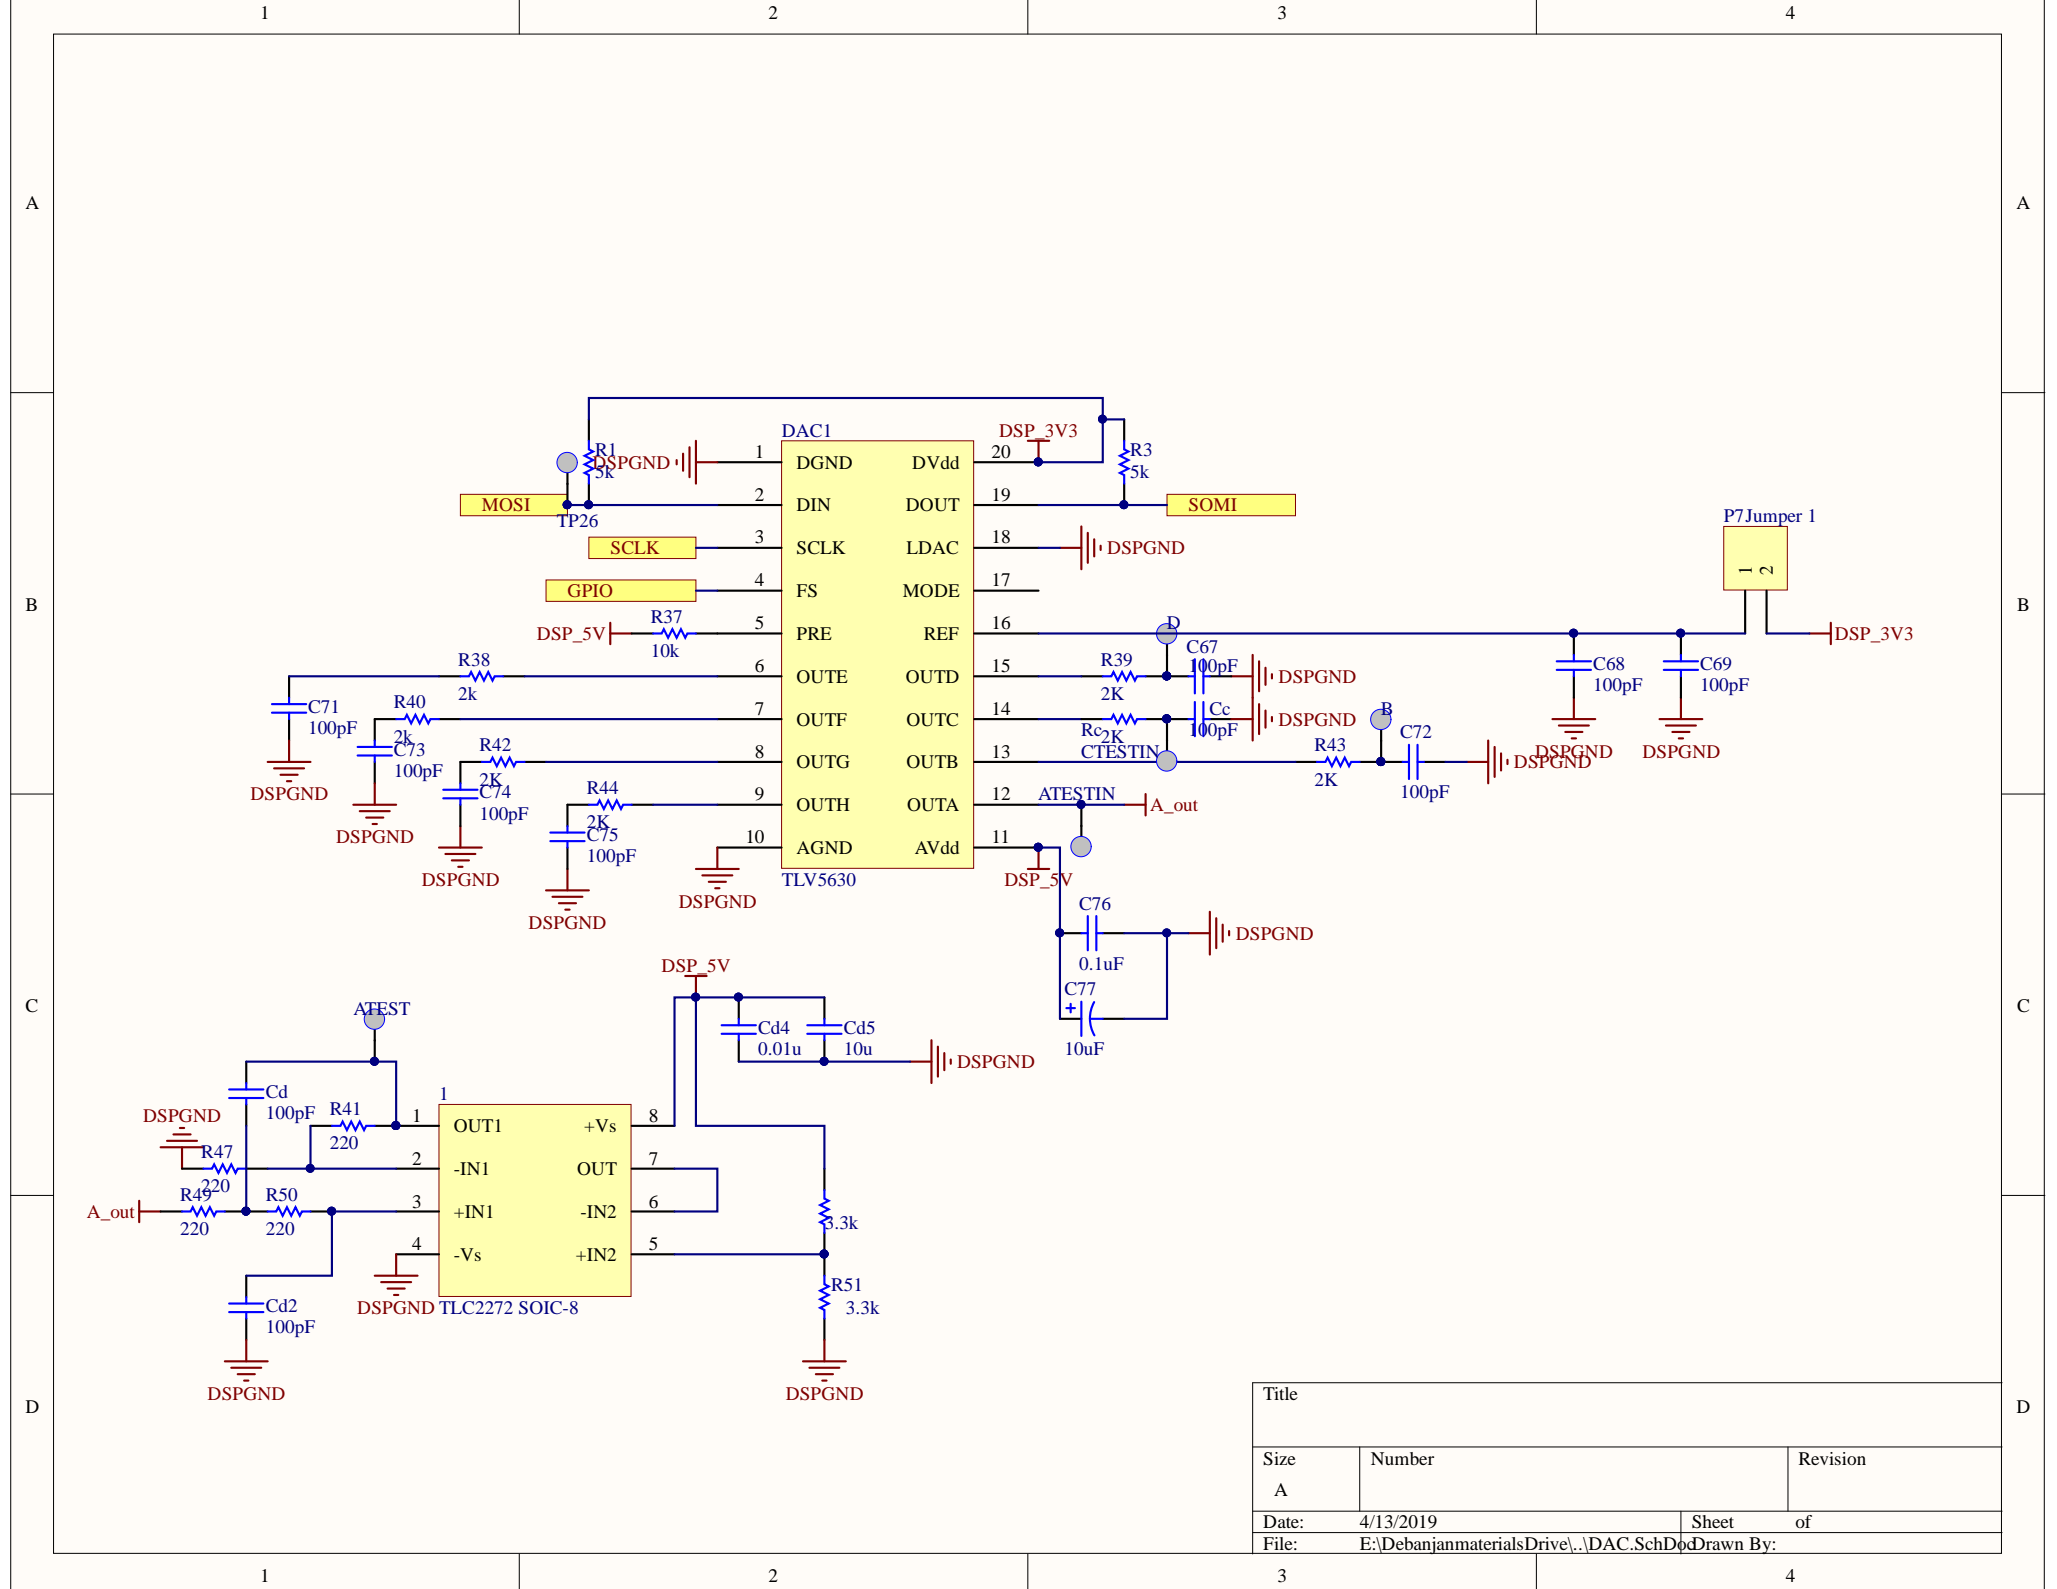 1 2 3 4
A A
DAC1
DSP_3V3
R1
5k
DSPGND
1 DGND DVdd 20
R3
5k
MOSI
TP26
2 DIN DOUT 19
SOMI
SCLK
3 SCLK LDAC 18
DSPGND
P7Jumper 1
1 2
GPIO
4 FS MODE 17
B B
DSP_5V
R37
10k
5 PRE REF 16
D
DSP_3V3
R38
2k
6 OUTE OUTD 15
R39
2K
C67
100pF
DSPGND
C68
100pF
DSPGND
C69
100pF
DSPGND
C71
100pF
DSPGND
R40
2k
7 OUTF OUTC 14
Rc
2K
Cc
100pF
DSPGND
CTESTIN
B
C73
100pF
DSPGND
R42
2K
8 OUTG OUTB 13
R43
2K
C72
100pF
DSPGND
C74
100pF
DSPGND
R44
2K
9 OUTH OUTA 12
ATESTIN
A_out
C75
100pF
DSPGND
10 AGND AVdd 11
DSPGND
TLV5630
DSP_5V
C76
0.1uF
DSPGND
C77
+
10uF
DSP_5V
C C
ATEST
Cd4
0.01u
Cd5
10u
DSPGND
Cd
100pF
1
DSPGND
R41
220
1 OUT1 +Vs 8
R47
220
2 -IN1 OUT 7
A_out
R49
220
R50
220
3 +IN1 -IN2 6
3.3k
4 -Vs +IN2 5
DSPGND
TLC2272 SOIC-8
R51
3.3k
Cd2
100pF
DSPGND
DSPGND
D D
Title
Size Number Revision
A
Date: 4/13/2019 Sheet of
File: E:\DebanjanmaterialsDrive\..\DAC.SchDoc Drawn By:
1 2 3 4